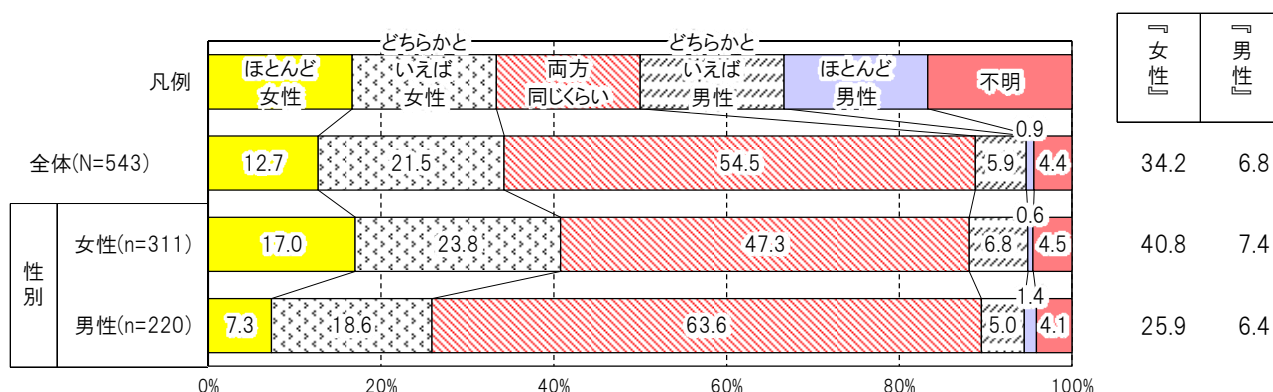 凡例
ほとんど
女性
どちらかと
いえば
女性
両方
同じくらい
どちらかと
いえば
男性
ほとんど
男性
不明
『女性』
『男性』
全体(N=543)
12.7 21.5 54.5 5.9 0.9 4.4 34.2 6.8
性別
女性(n=311)
17.0 23.8 47.3 6.8 0.6 4.5 40.8 7.4
男性(n=220)
7.3 18.6 63.6 5.0 1.4 4.1 25.9 6.4
0% 20% 40% 60% 80% 100%